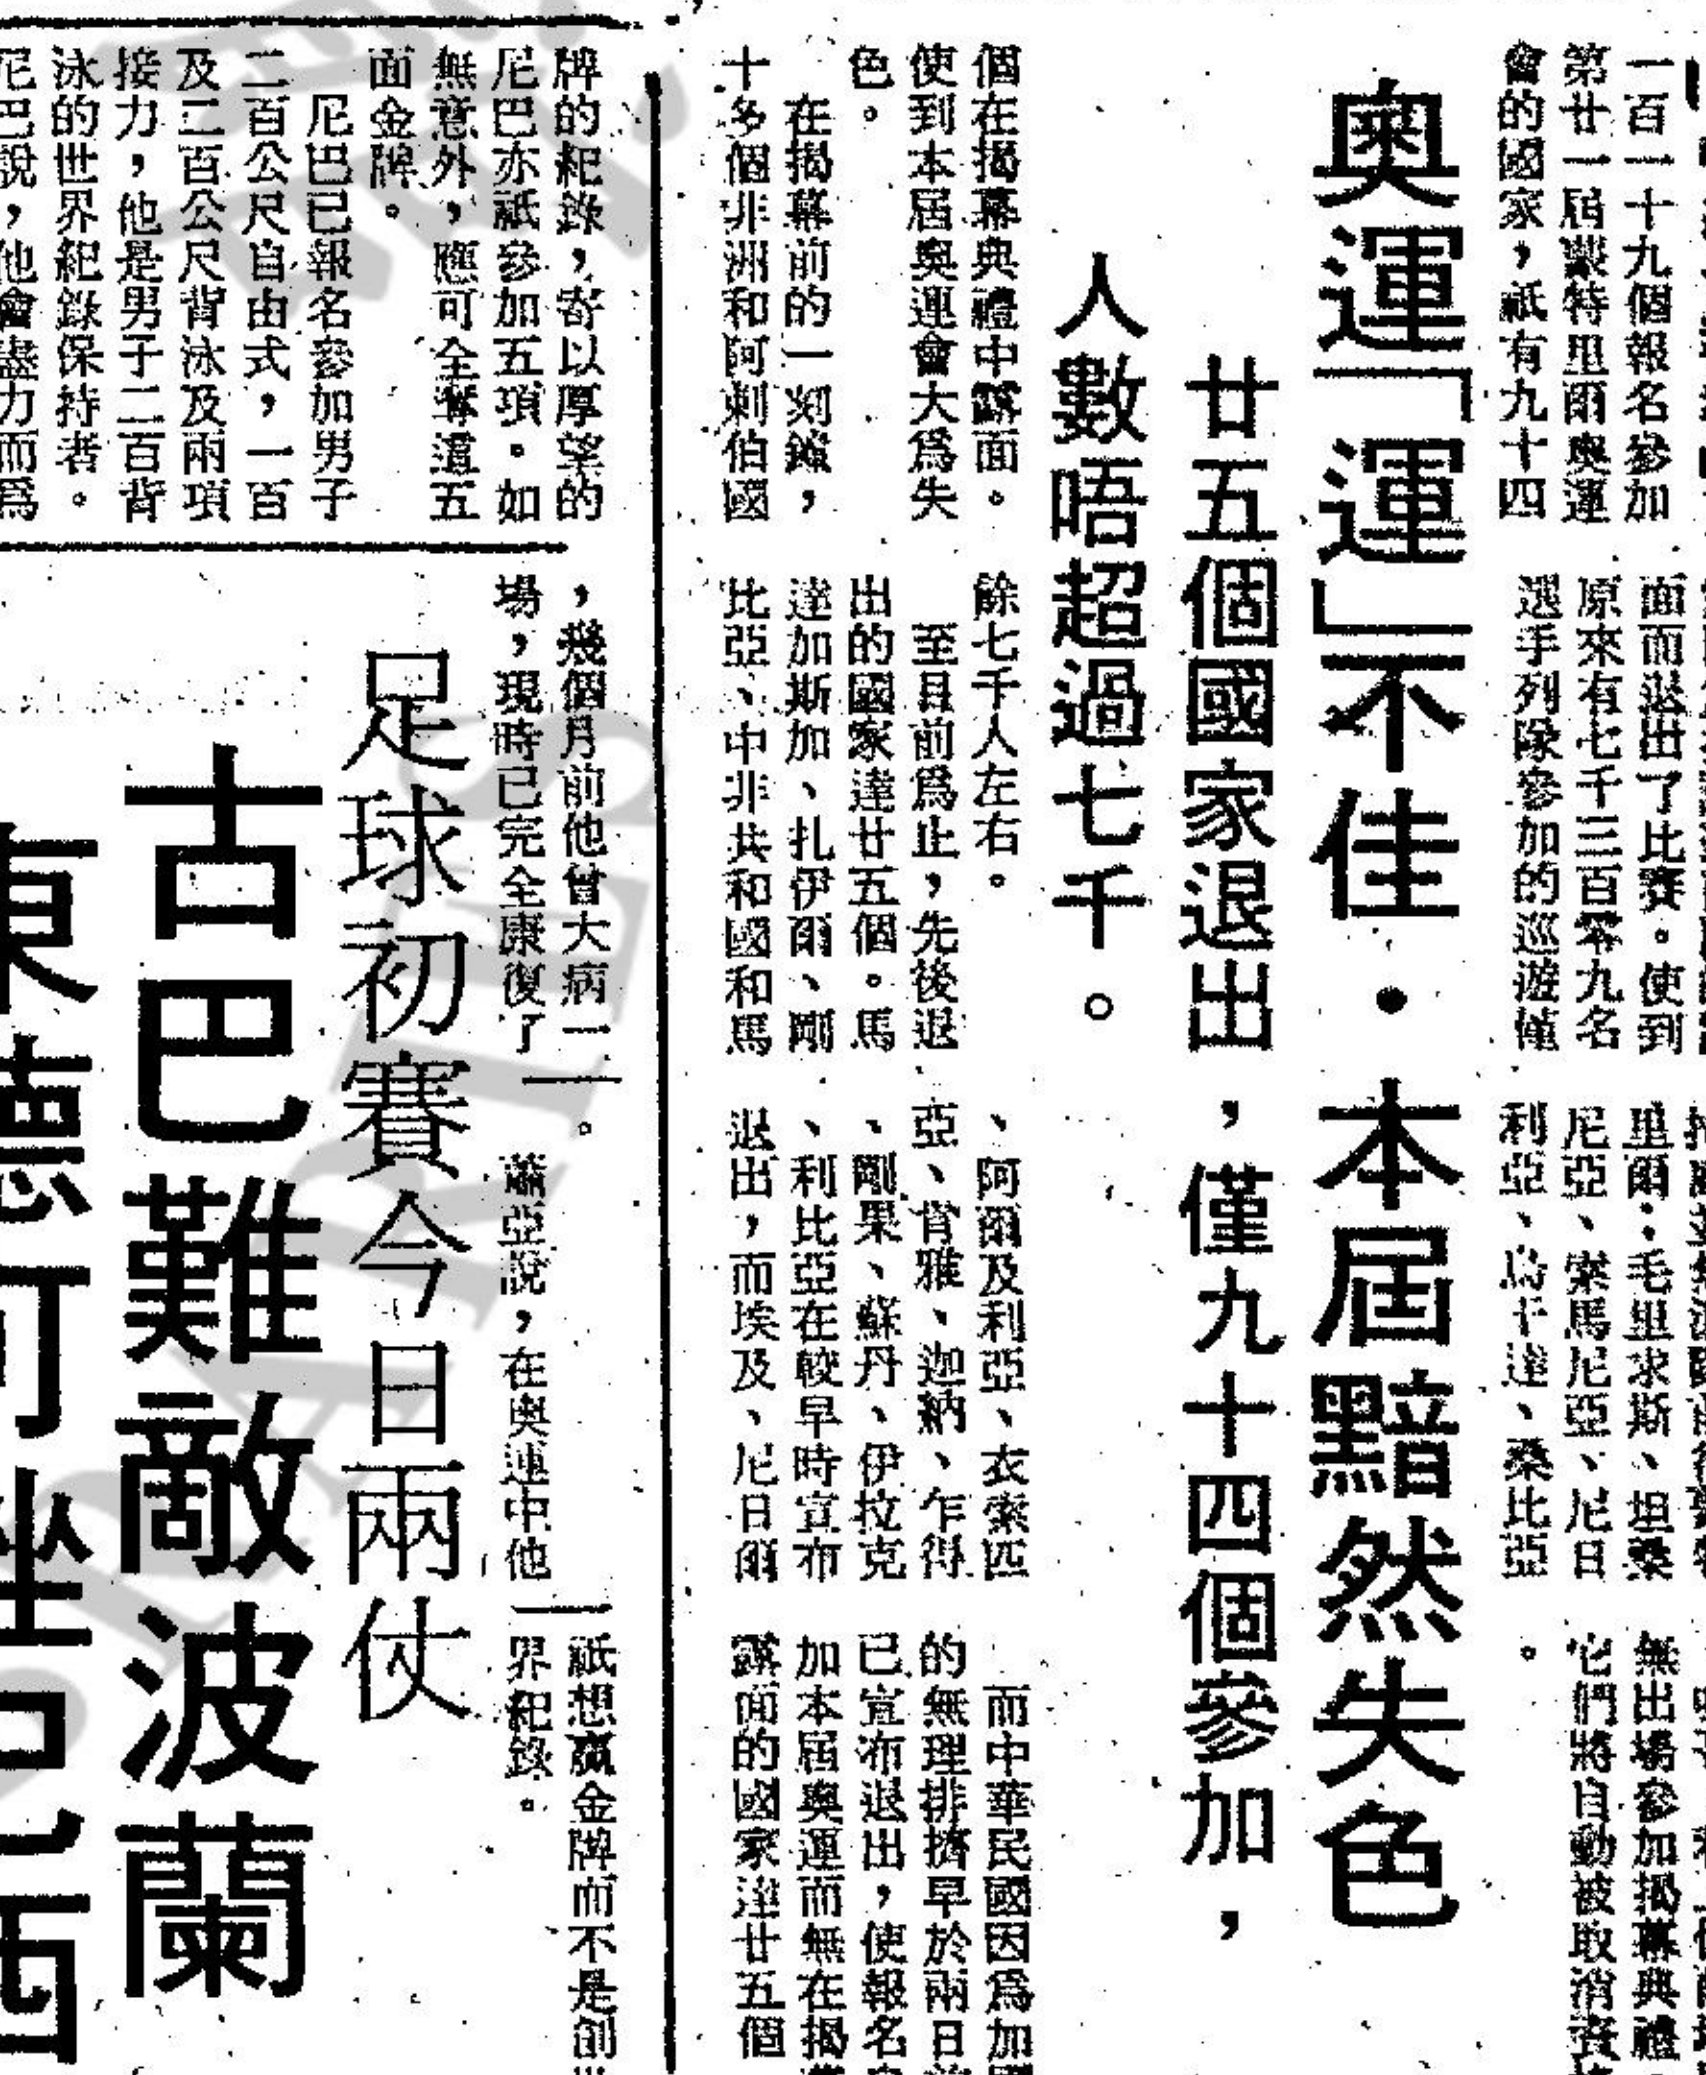 奧運「運」不佳・本屆黯然失色
廿五個國家退出，僅九十四個參加，
人數唔超過七千。
一百一十九個報名參加
第廿一屆蒙特里爾奧運
會的國家，祇有九十四
個在揭幕典禮中露面。
使到本屆奧運會大為失
色。
在揭幕前的一刻鐘，
十多個非洲和阿剌伯國
面而退出了比賽。使到
原來有七千三百零九名
選手列隊參加的巡遊僅
餘七千人左右。
至目前為止，先後退
出的國家達廿五個。馬
達加斯加、扎伊爾、剛
比亞、中非共和國和馬
里爾：毛里求斯、坦桑
尼亞、索馬尼亞、尼日
利亞、烏干達、桑比亞
、阿爾及利亞、衣索匹
亞、肯雅、迦納、乍得
、剛果、蘇丹、伊拉克
、利比亞在較早時宣布
退出，而埃及、尼日爾
無出場參加揭幕典禮
它們將自動被取消資
。
而中華民國因為加
的無理排擠早於兩日
已宣布退出，使報名
加本屆奧運而無在揭
露面的國家達廿五個
牌的紀錄，寄以厚望的
尼巴亦祇參加五項。如
無意外，應可全奪這五
面金牌。
尼巴已報名參加男子
二百公尺自由式，一百
及二百公尺背泳及兩項
接力，他是男子二百背
泳的世界紀錄保持者。
尼巴說，他會盡力而為
，幾個月前他曾大病一
場，現時已完全康復了
。
蕭亞說，在奧運中他
祇想贏金牌而不是創
界紀錄。
足球初賽今日兩仗
古巴難敵波蘭
東德可挫巴西